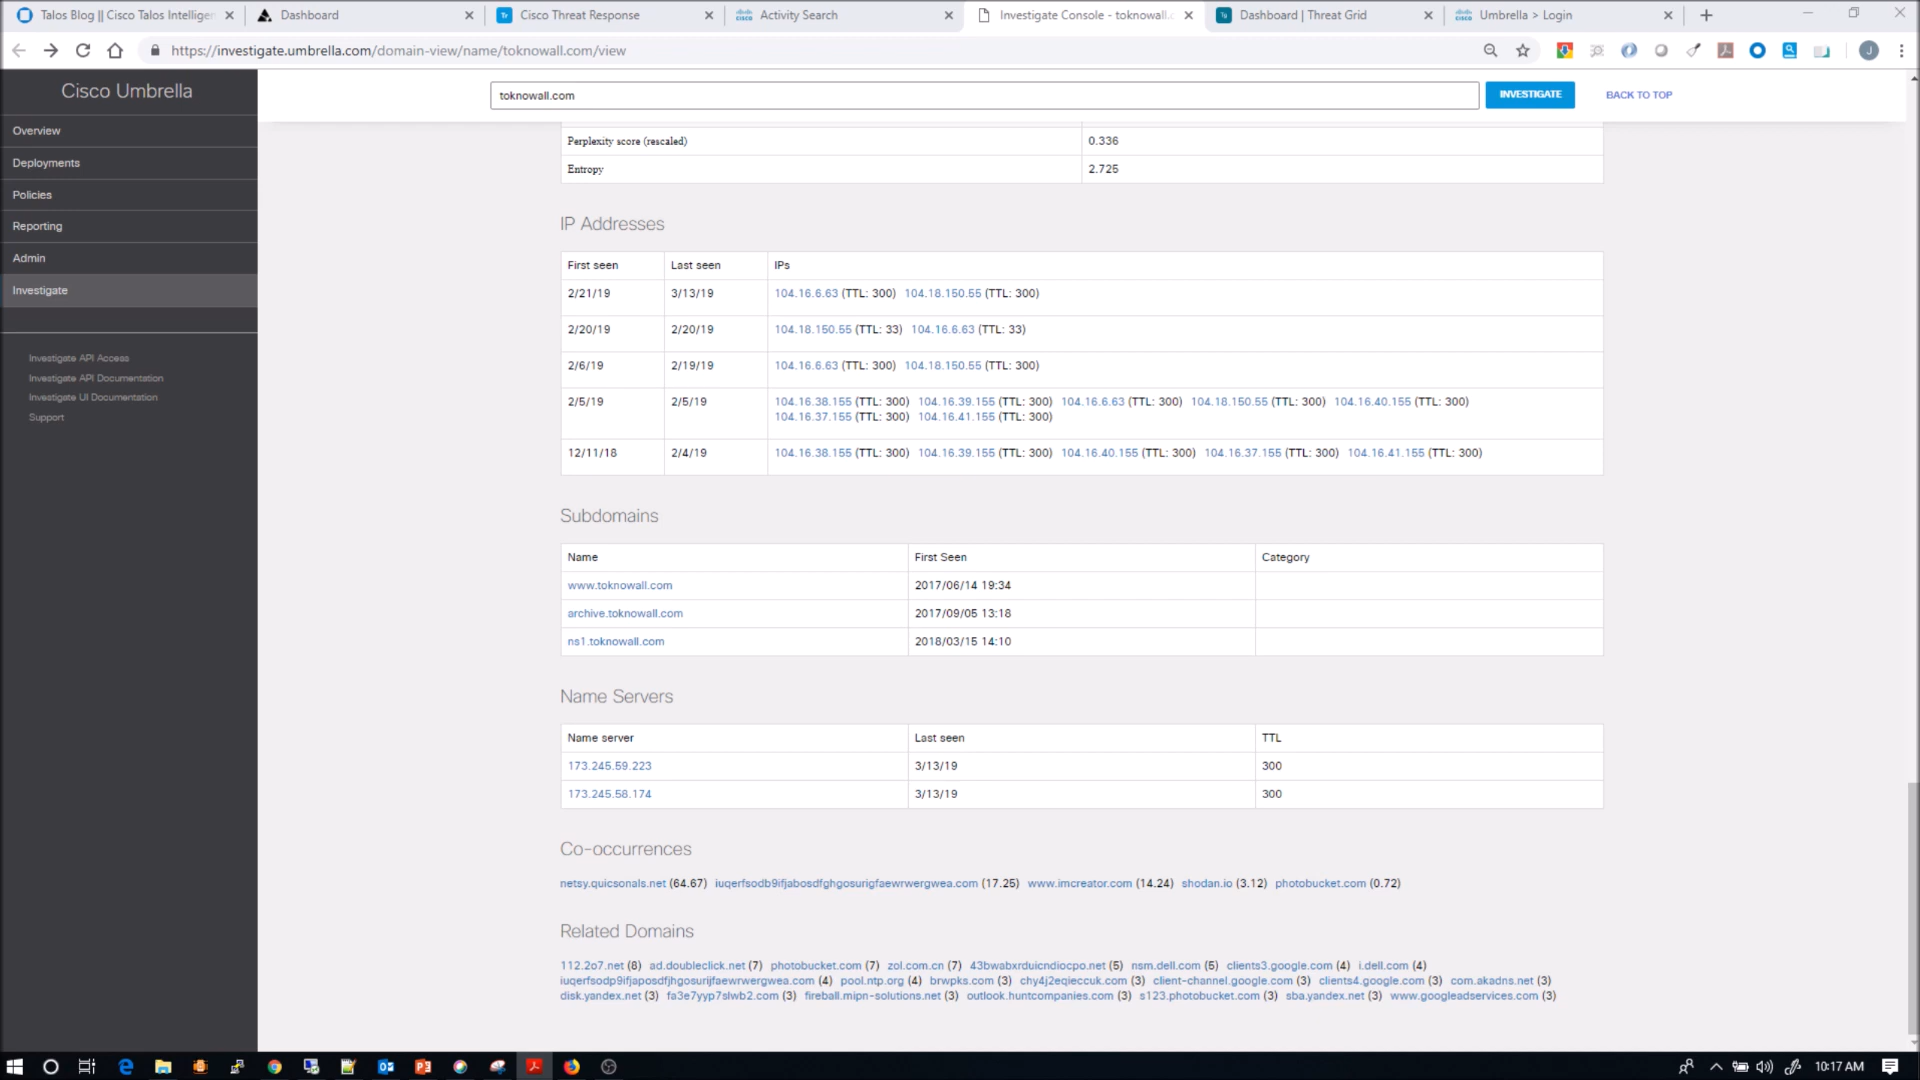 Talos Blog || Cisco Talos Intelliger
Dashboard
Cisco Threat Response
Activity Search
Investigate Console - toknowall.c
Dashboard | Threat Grid
Umbrella > Login
https://investigate.umbrella.com/domain-view/name/toknowall.com/view
J
Cisco Umbrella
Overview
Deployments
Policies
Reporting
Admin
Investigate
Investigate API Access
Investigate API Documentation
Investigate UI Documentation
Support
toknowall.com
INVESTIGATE
BACK TO TOP
Perplexity score (rescaled) 0.336
Entropy 2.725
IP Addresses
First seen Last seen IPs
2/21/19 3/13/19 104.16.6.63 (TTL: 300) 104.18.150.55 (TTL: 300)
2/20/19 2/20/19 104.18.150.55 (TTL: 33) 104.16.6.63 (TTL: 33)
2/6/19 2/19/19 104.16.6.63 (TTL: 300) 104.18.150.55 (TTL: 300)
2/5/19 2/5/19 104.16.38.155 (TTL: 300) 104.16.39.155 (TTL: 300) 104.16.6.63 (TTL: 300) 104.18.150.55 (TTL: 300) 104.16.40.155 (TTL: 300)
104.16.37.155 (TTL: 300) 104.16.41.155 (TTL: 300)
12/11/18 2/4/19 104.16.38.155 (TTL: 300) 104.16.39.155 (TTL: 300) 104.16.40.155 (TTL: 300) 104.16.37.155 (TTL: 300) 104.16.41.155 (TTL: 300)
Subdomains
Name First Seen Category
www.toknowall.com 2017/06/14 19:34
archive.toknowall.com 2017/09/05 13:18
ns1.toknowall.com 2018/03/15 14:10
Name Servers
Name server Last seen TTL
173.245.59.223 3/13/19 300
173.245.58.174 3/13/19 300
Co-occurrences
netsy.quicsonals.net (64.67) iuqerfsodb9ifjabosdfghgosurigfaewrwergwea.com (17.25) www.imcreator.com (14.24) shodan.io (3.12) photobucket.com (0.72)
Related Domains
112.2o7.net (8) ad.doubleclick.net (7) photobucket.com (7) zol.com.cn (7) 43bwabxrduicndiocpo.net (5) nsm.dell.com (5) clients3.google.com (4) i.dell.com (4)
iuqerfsodp9ifjaposdfjhgosurijfaewrwergwea.com (4) pool.ntp.org (4) brwpks.com (3) chy4j2eqieccuk.com (3) client-channel.google.com (3) clients4.google.com (3) com.akadns.net (3)
disk.yandex.net (3) fa3e7yyp7slwb2.com (3) fireball.mipn-solutions.net (3) outlook.huntcompanies.com (3) s123.photobucket.com (3) sba.yandex.net (3) www.googleadservices.com (3)
10:17 AM